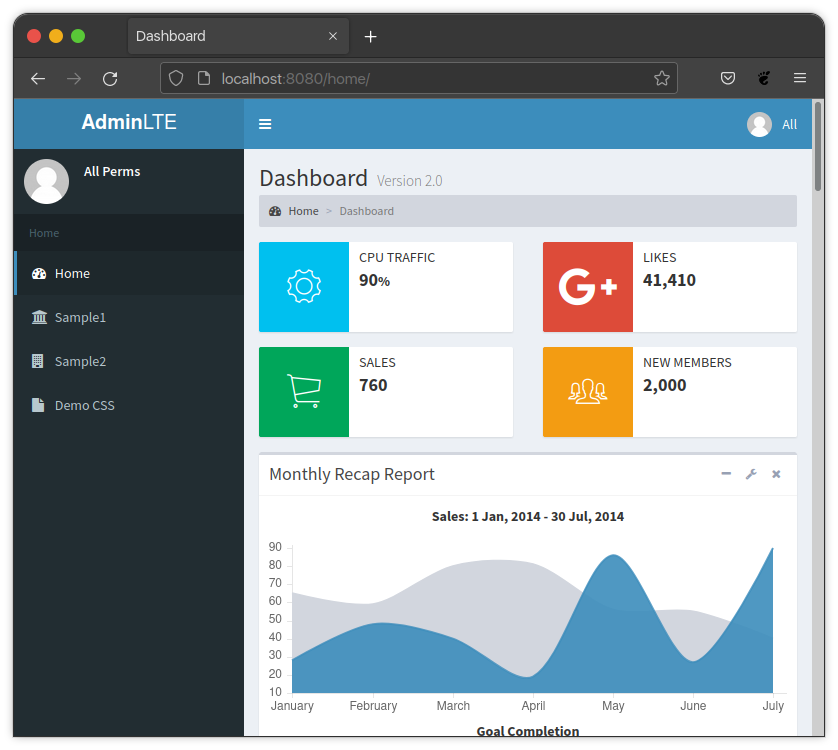 Dashboard
localhost:8080/home/
AdminLTE
All
All Perms
Home
Home
Sample1
Sample2
Demo CSS
Dashboard Version 2.0
Home > Dashboard
CPU TRAFFIC
90%
LIKES
41,410
G+
SALES
760
NEW MEMBERS
2,000
Monthly Recap Report
Sales: 1 Jan, 2014 - 30 Jul, 2014
90
80
70
60
50
40
30
20
10
January February March April May June July
Goal Completion